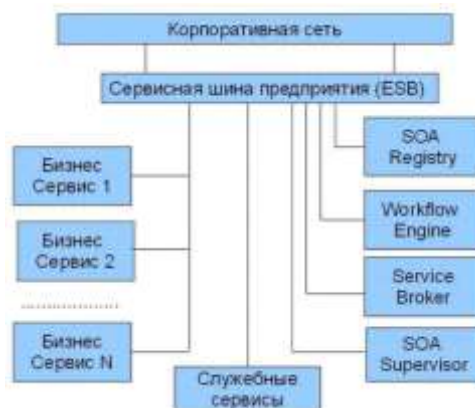 Корпоративная сеть
Сервисная шина предприятия (ESB)
Бизнес
Сервис 1
Бизнес
Сервис 2
Бизнес
Сервис N
Служебные
сервисы
SOA
Registry
Workflow
Engine
Service
Broker
SOA
Supervisor